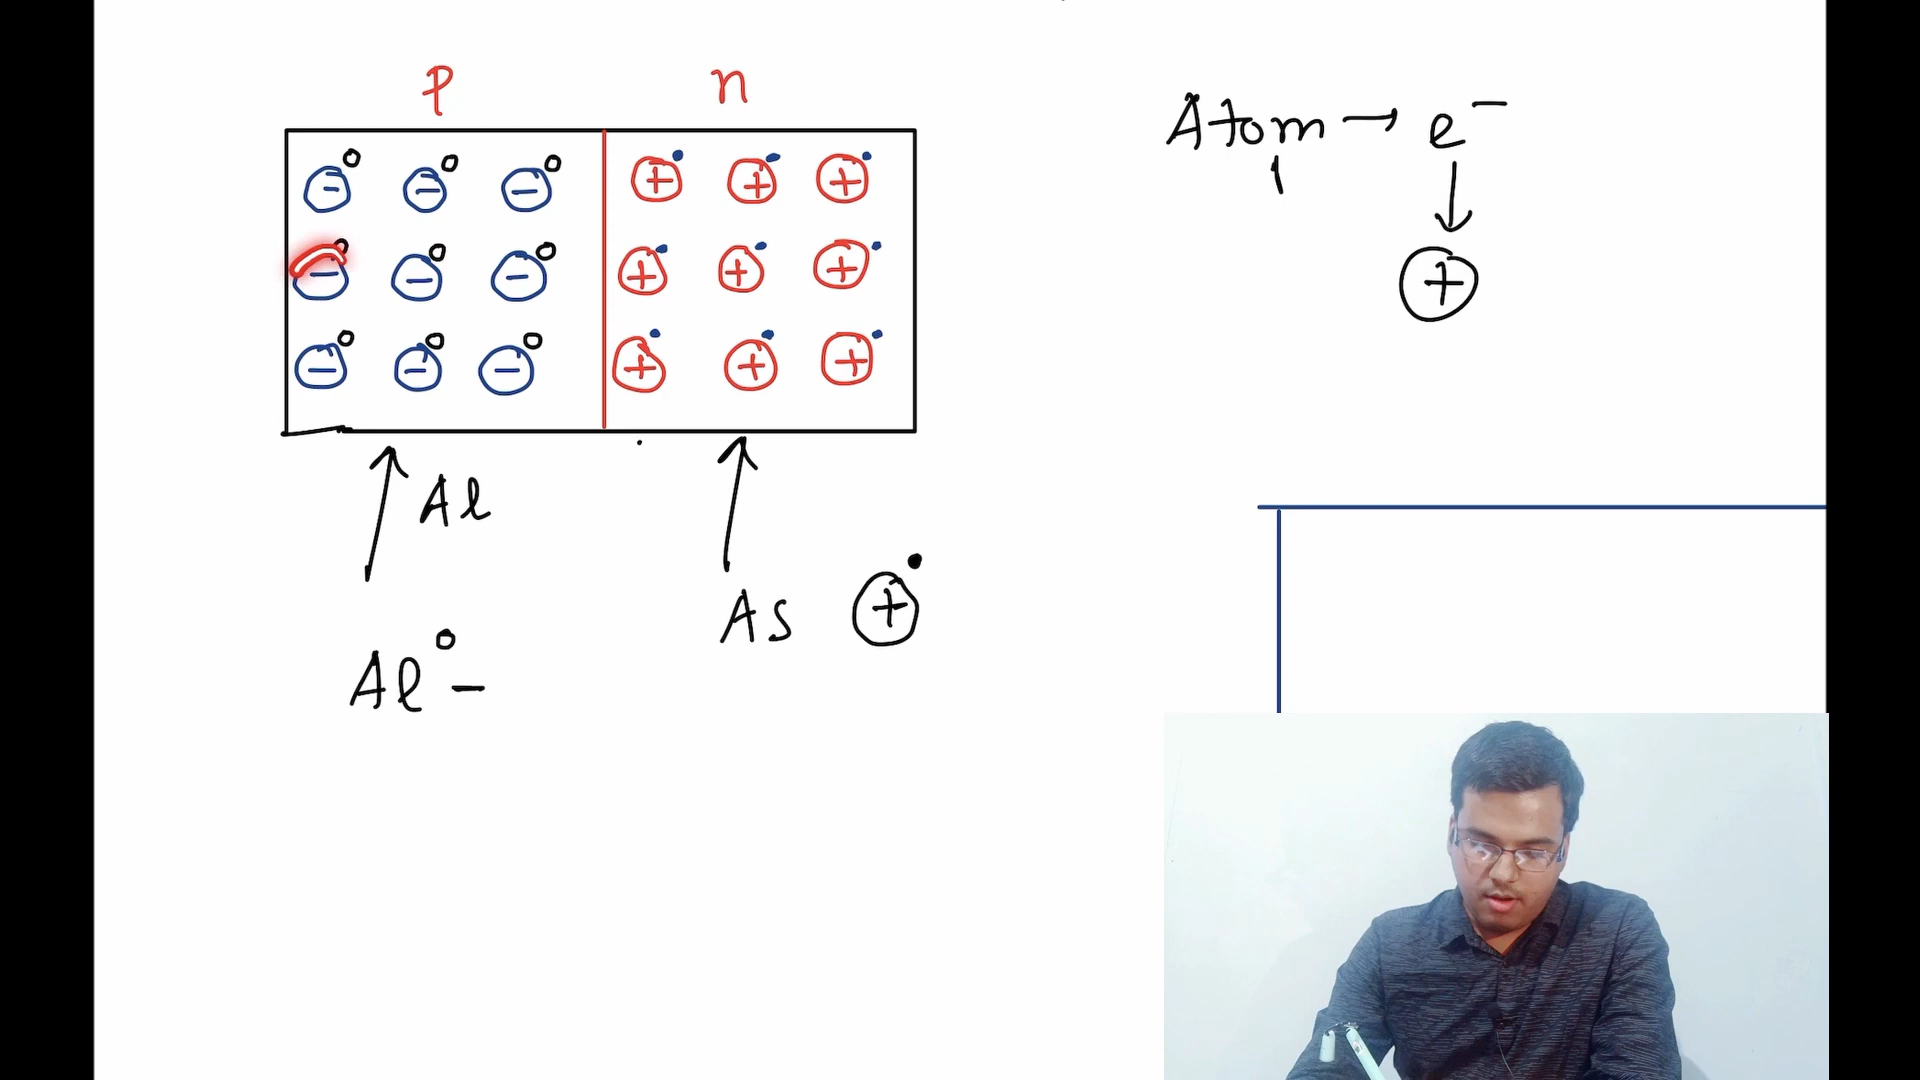 p n
Atom → e⁻
↓
⊕
⊖° ⊖° ⊖° ⊕• ⊕• ⊕•
⊖° ⊖° ⊖° ⊕• ⊕• ⊕•
⊖° ⊖° ⊖° ⊕• ⊕• ⊕•
Al
As ⊕•
Al° -